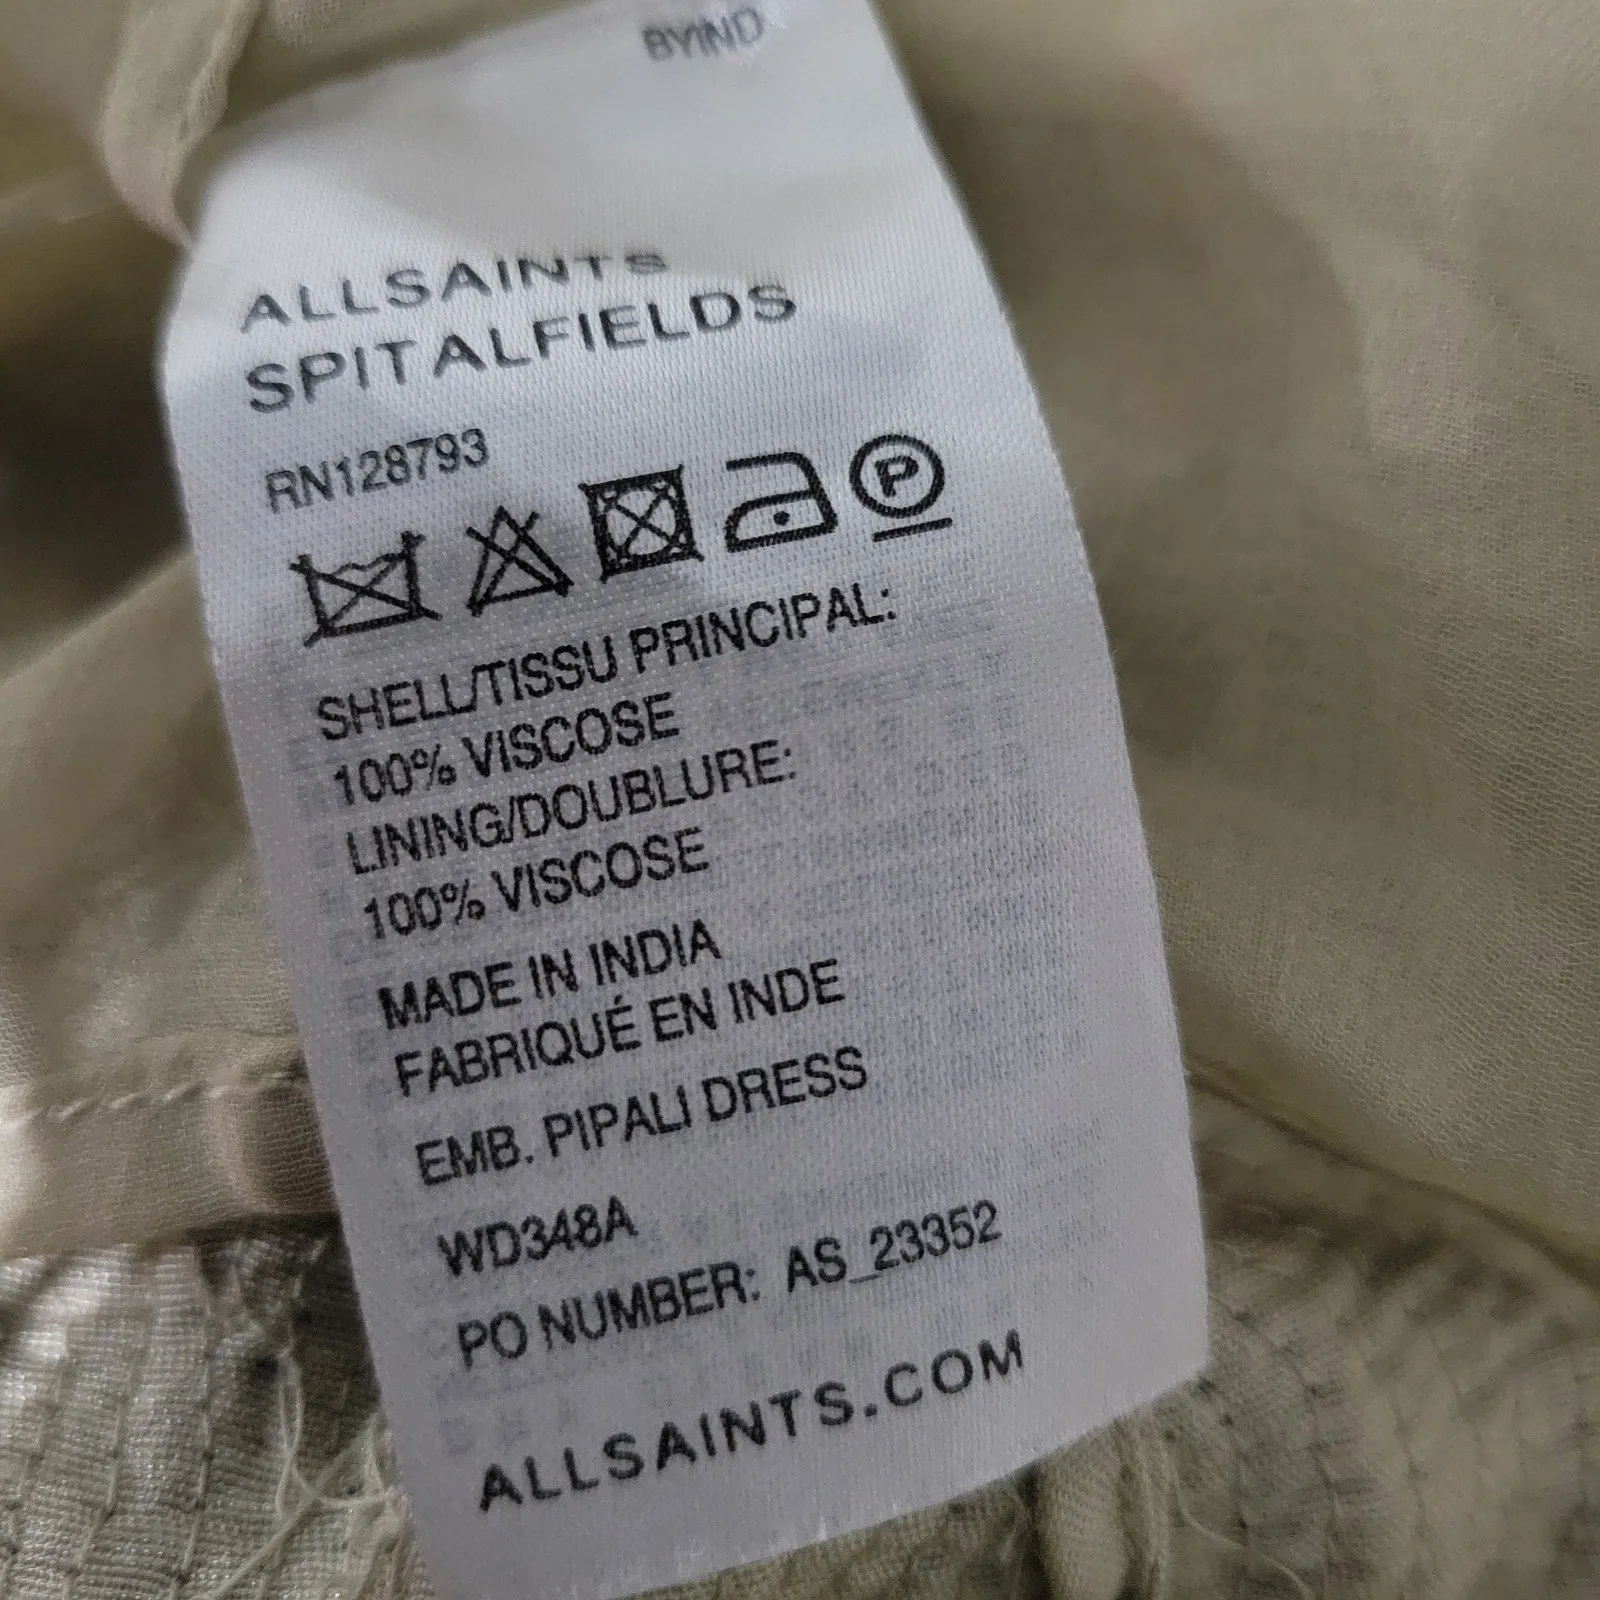 BYIND
ALLSAINTS
SPITALFIELDS
RN128793
P
SHELL/TISSU PRINCIPAL:
100% VISCOSE
LINING/DOUBLURE:
100% VISCOSE
MADE IN INDIA
FABRIQUÉ EN INDE
EMB. PIPALI DRESS
WD348A
PO NUMBER: AS_23352
ALLSAINTS.COM